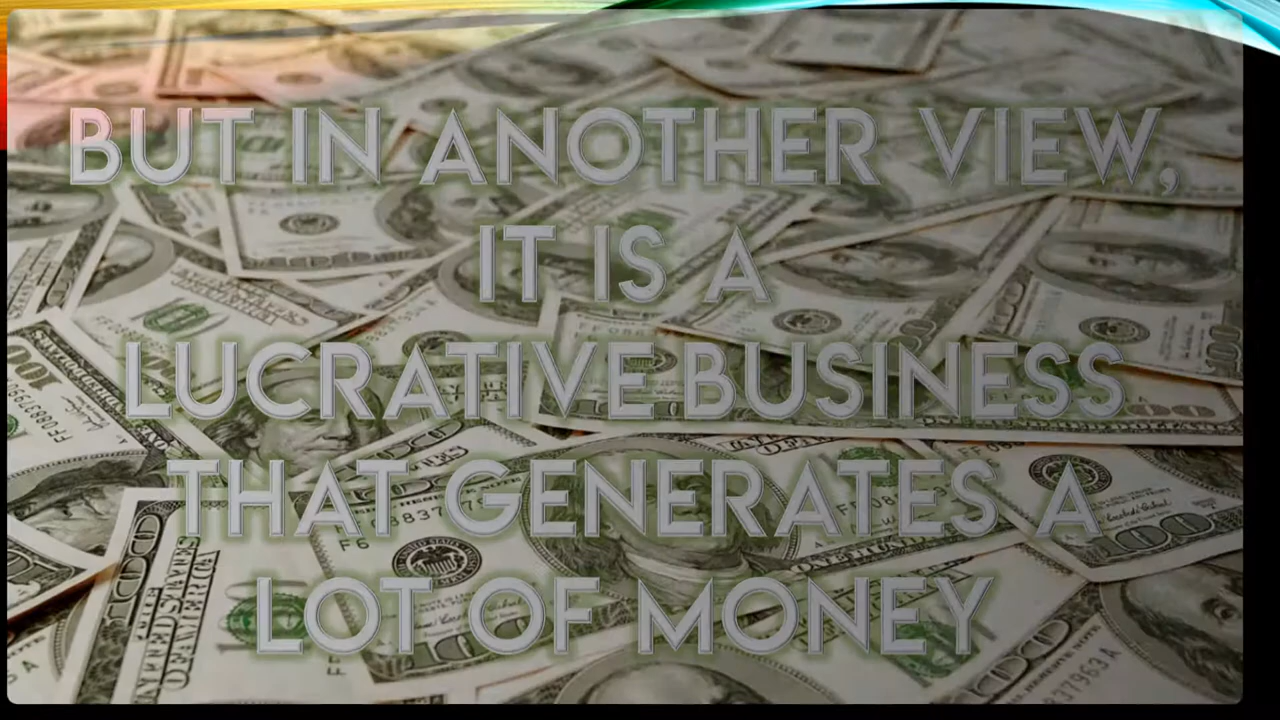 BUT IN ANOTHER VIEW,
IT IS A
LUCRATIVE BUSINESS
THAT GENERATES A
LOT OF MONEY